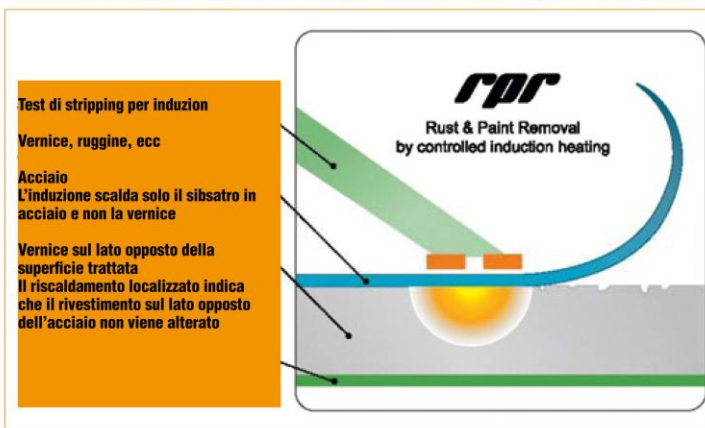 Test di stripping per induzion
Vernice, ruggine, ecc
Acciaio
L'induzione scalda solo il sibsatro in
acciaio e non la vernice
Vernice sul lato opposto della
superficie trattata
Il riscaldamento localizzato indica
che il rivestimento sul lato opposto
dell'acciaio non viene alterato
rpr
Rust & Paint Removal
by controlled induction heating